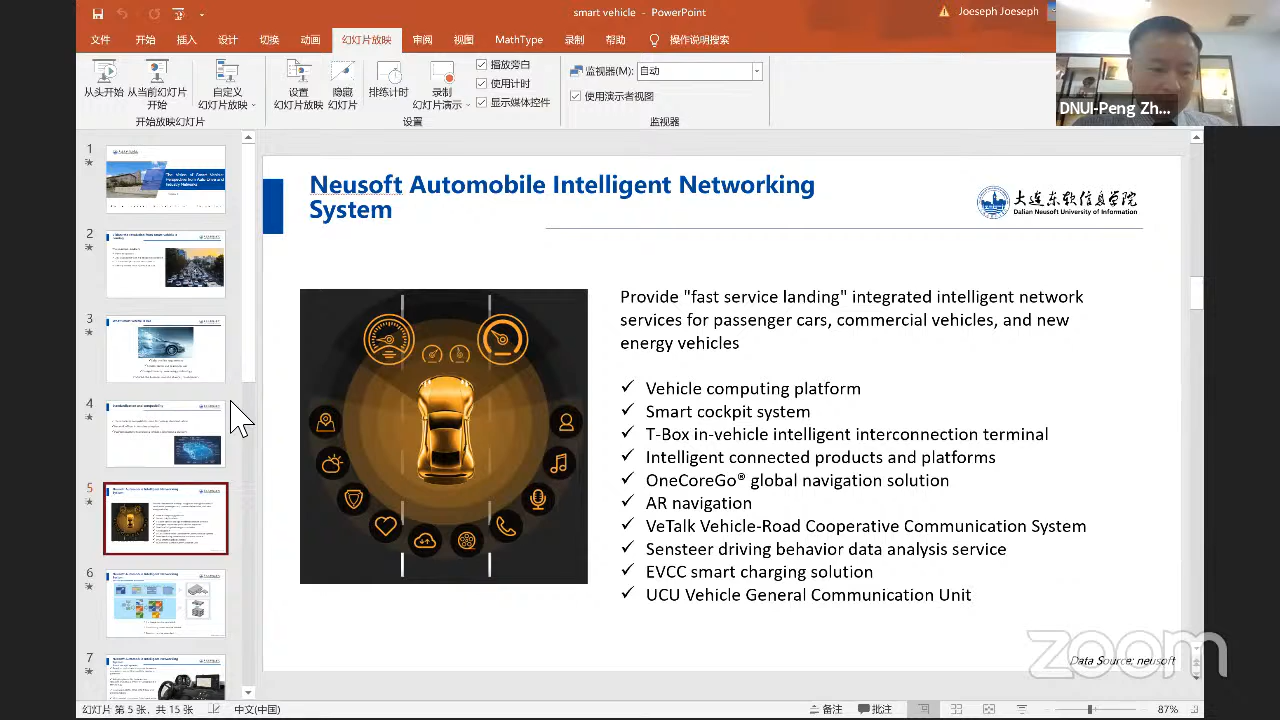 smart vehicle - PowerPoint
Joeseph Joeseph
文件 开始 插入 设计 切换 动画 幻灯片放映 审阅 视图 MathType 录制 帮助 操作说明搜索
从头开始 从当前幻灯片
开始
自定义
幻灯片放映
设置
幻灯片放映
隐藏
幻灯片
排练计时
录制
幻灯片演示
播放旁白
使用计时
显示媒体控件
监视器(M): 自动
使用演示者视图
开始放映幻灯片
设置
监视器
DNUI-Peng Zh...
1
2
3
4
5
6
7
Neusoft Automobile Intelligent Networking
System
大连东软信息学院
Dalian Neusoft University of Information
Provide "fast service landing" integrated intelligent network
services for passenger cars, commercial vehicles, and new
energy vehicles
✓ Vehicle computing platform
✓ Smart cockpit system
✓ T-Box in-vehicle intelligent interconnection terminal
✓ Intelligent connected products and platforms
✓ OneCoreGo® global navigation solution
✓ AR navigation
✓ VeTalk Vehicle-Road Cooperative Communication System
✓ Sensteer driving behavior data analysis service
✓ EVCC smart charging station
✓ UCU Vehicle General Communication Unit
Data Source: neusoft
zoom
幻灯片 第 5 张, 共 15 张 中文(中国)
备注 批注 87%